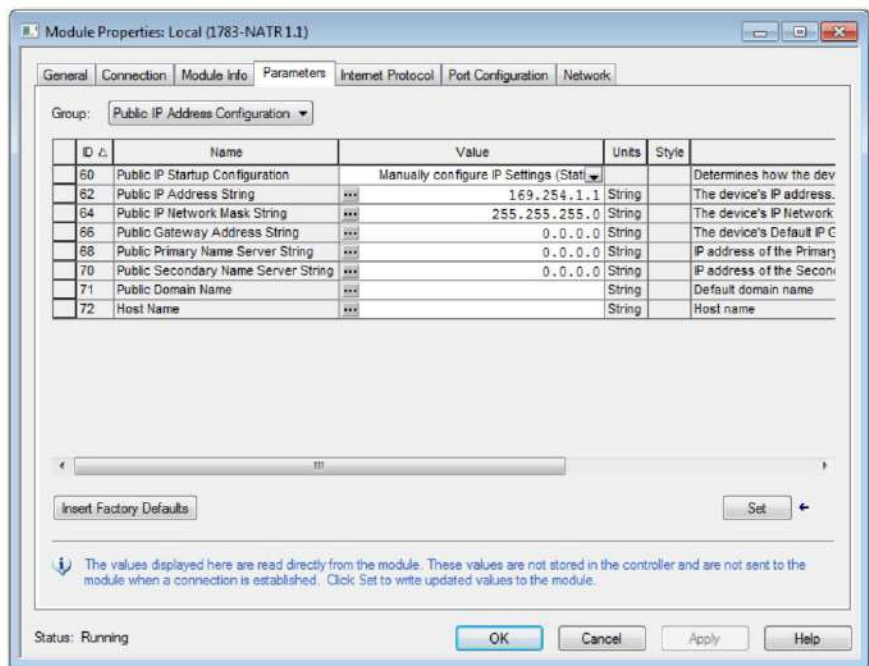 Module Properties: Local (1783-NATR 1.1)
General Connection Module Info Parameters Internet Protocol Port Configuration Network
Group: Public IP Address Configuration
ID Name Value Units Style
60 Public IP Startup Configuration Manually configure IP Settings (Stati Determines how the dev
62 Public IP Address String ... 169.254.1.1 String The device's IP address.
64 Public IP Network Mask String ... 255.255.255.0 String The device's IP Network
66 Public Gateway Address String ... 0.0.0.0 String The device's Default IP G
68 Public Primary Name Server String ... 0.0.0.0 String IP address of the Primary
70 Public Secondary Name Server String ... 0.0.0.0 String IP address of the Secon
71 Public Domain Name ... String Default domain name
72 Host Name ... String Host name
Insert Factory Defaults Set
The values displayed here are read directly from the module. These values are not stored in the controller and are not sent to the
module when a connection is established. Click Set to write updated values to the module.
Status: Running OK Cancel Apply Help